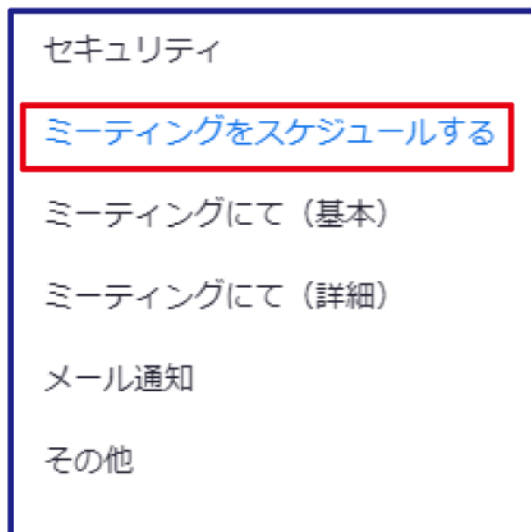 セキュリティ
ミーティングをスケジュールする
ミーティングにて（基本）
ミーティングにて（詳細）
メール通知
その他